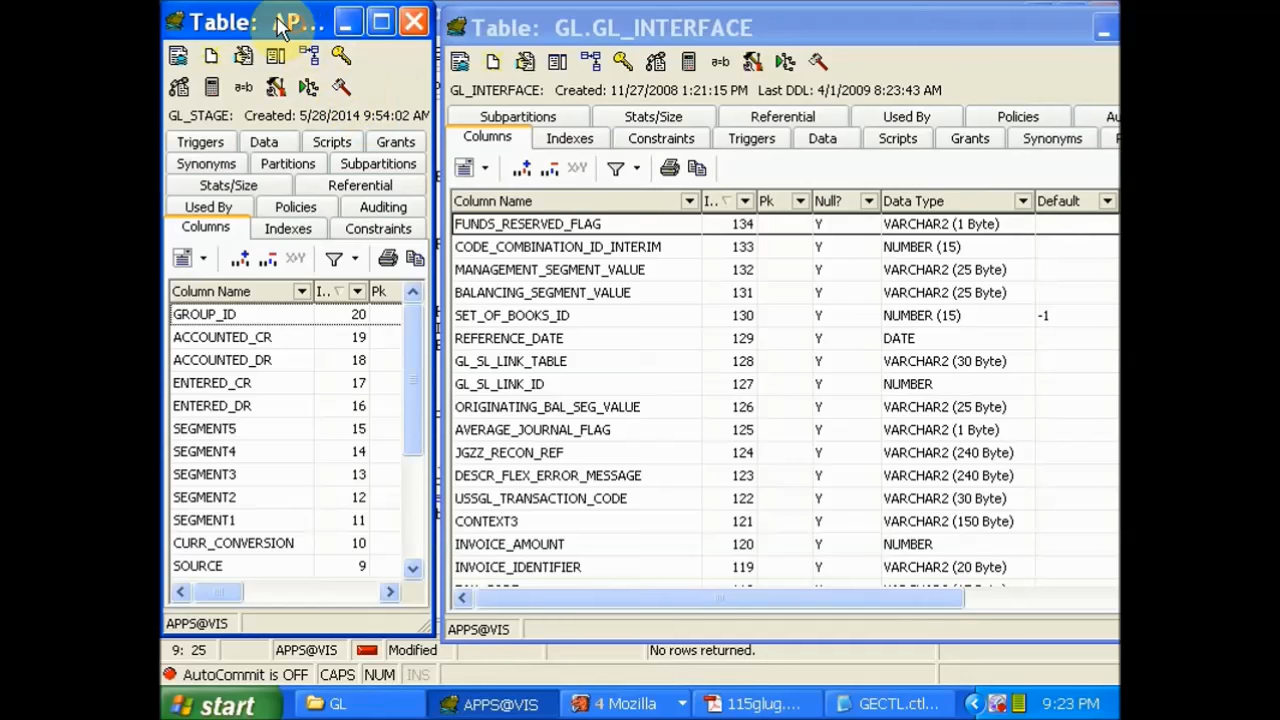 Table: AP...
GL_STAGE: Created: 5/28/2014 9:54:02 AM
Triggers Data Scripts Grants
Synonyms Partitions Subpartitions
Stats/Size Referential
Used By Policies Auditing
Columns Indexes Constraints
Column Name I.. Pk
GROUP_ID 20
ACCOUNTED_CR 19
ACCOUNTED_DR 18
ENTERED_CR 17
ENTERED_DR 16
SEGMENT5 15
SEGMENT4 14
SEGMENT3 13
SEGMENT2 12
SEGMENT1 11
CURR_CONVERSION 10
SOURCE 9
APPS@VIS
Table: GL.GL_INTERFACE
GL_INTERFACE: Created: 11/27/2008 1:21:15 PM Last DDL: 4/1/2009 8:23:43 AM
Subpartitions Stats/Size Referential Used By Policies
Columns Indexes Constraints Triggers Data Scripts Grants Synonyms
Column Name I.. Pk Null? Data Type Default
FUNDS_RESERVED_FLAG 134 Y VARCHAR2 (1 Byte)
CODE_COMBINATION_ID_INTERIM 133 Y NUMBER (15)
MANAGEMENT_SEGMENT_VALUE 132 Y VARCHAR2 (25 Byte)
BALANCING_SEGMENT_VALUE 131 Y VARCHAR2 (25 Byte)
SET_OF_BOOKS_ID 130 Y NUMBER (15) -1
REFERENCE_DATE 129 Y DATE
GL_SL_LINK_TABLE 128 Y VARCHAR2 (30 Byte)
GL_SL_LINK_ID 127 Y NUMBER
ORIGINATING_BAL_SEG_VALUE 126 Y VARCHAR2 (25 Byte)
AVERAGE_JOURNAL_FLAG 125 Y VARCHAR2 (1 Byte)
JGZZ_RECON_REF 124 Y VARCHAR2 (240 Byte)
DESCR_FLEX_ERROR_MESSAGE 123 Y VARCHAR2 (240 Byte)
USSGL_TRANSACTION_CODE 122 Y VARCHAR2 (30 Byte)
CONTEXT3 121 Y VARCHAR2 (150 Byte)
INVOICE_AMOUNT 120 Y NUMBER
INVOICE_IDENTIFIER 119 Y VARCHAR2 (20 Byte)
APPS@VIS
9: 25 APPS@VIS Modified No rows returned.
AutoCommit is OFF CAPS NUM INS
start GL APPS@VIS 4 Mozilla 115glug.... GECTL.ctl... 9:23 PM